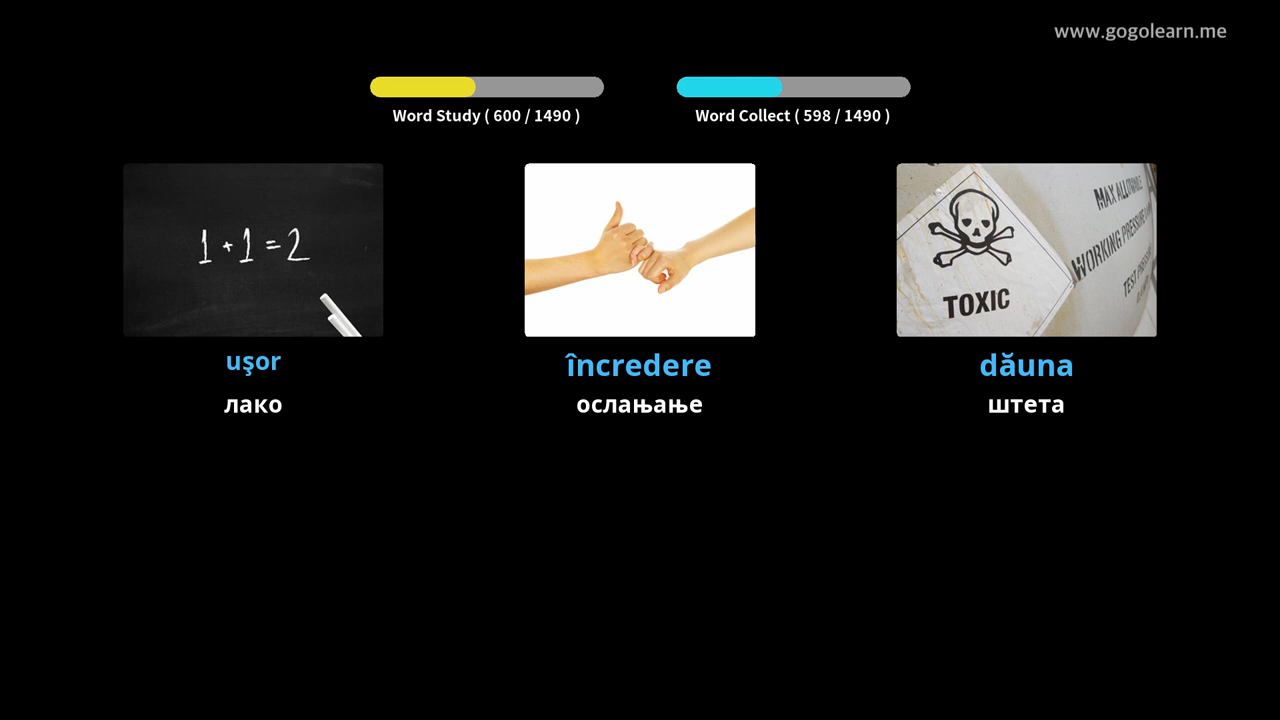 www.gogolearn.me
Word Study ( 600 / 1490 )
Word Collect ( 598 / 1490 )
1 + 1 = 2
TOXIC
MAX ALLOWABLE
WORKING PRESSURE
TEST
uşor
încredere
dăuna
лако
ослањање
штета